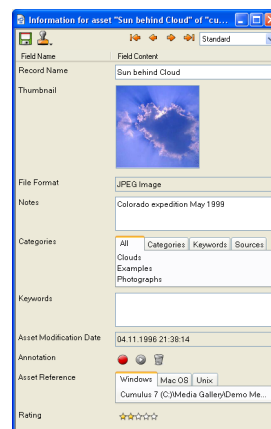 Information for asset "Sun behind Cloud" of "cu...
Standard
Field Name Field Content
Record Name Sun behind Cloud
Thumbnail
File Format JPEG Image
Notes Colorado expedition May 1999
Categories All Categories Keywords Sources
Clouds
Examples
Photographs
Keywords
Asset Modification Date 04.11.1996 21:38:14
Annotation
Asset Reference Windows Mac OS Unix
Cumulus 7 (C:\Media Gallery\Demo Me...
Rating